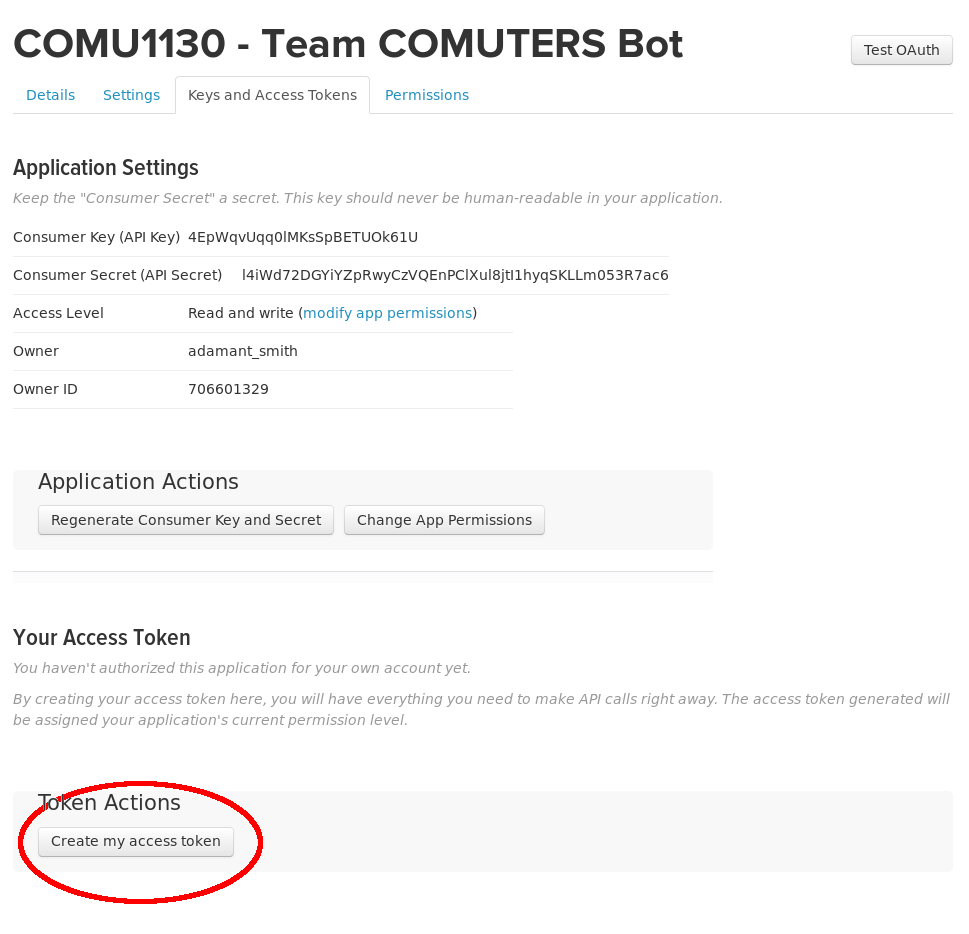 COMU1130 - Team COMUTERS Bot
Test OAuth
Details Settings Keys and Access Tokens Permissions
Application Settings
Keep the "Consumer Secret" a secret. This key should never be human-readable in your application.
Consumer Key (API Key) 4EpWqvUqq0lMKsSpBETUOk61U
Consumer Secret (API Secret) l4iWd72DGYiYZpRwyCzVQEnPClXul8jtI1hyqSKLLm053R7ac6
Access Level Read and write (modify app permissions)
Owner adamant_smith
Owner ID 706601329
Application Actions
Regenerate Consumer Key and Secret Change App Permissions
Your Access Token
You haven't authorized this application for your own account yet.
By creating your access token here, you will have everything you need to make API calls right away. The access token generated will
be assigned your application's current permission level.
Token Actions
Create my access token